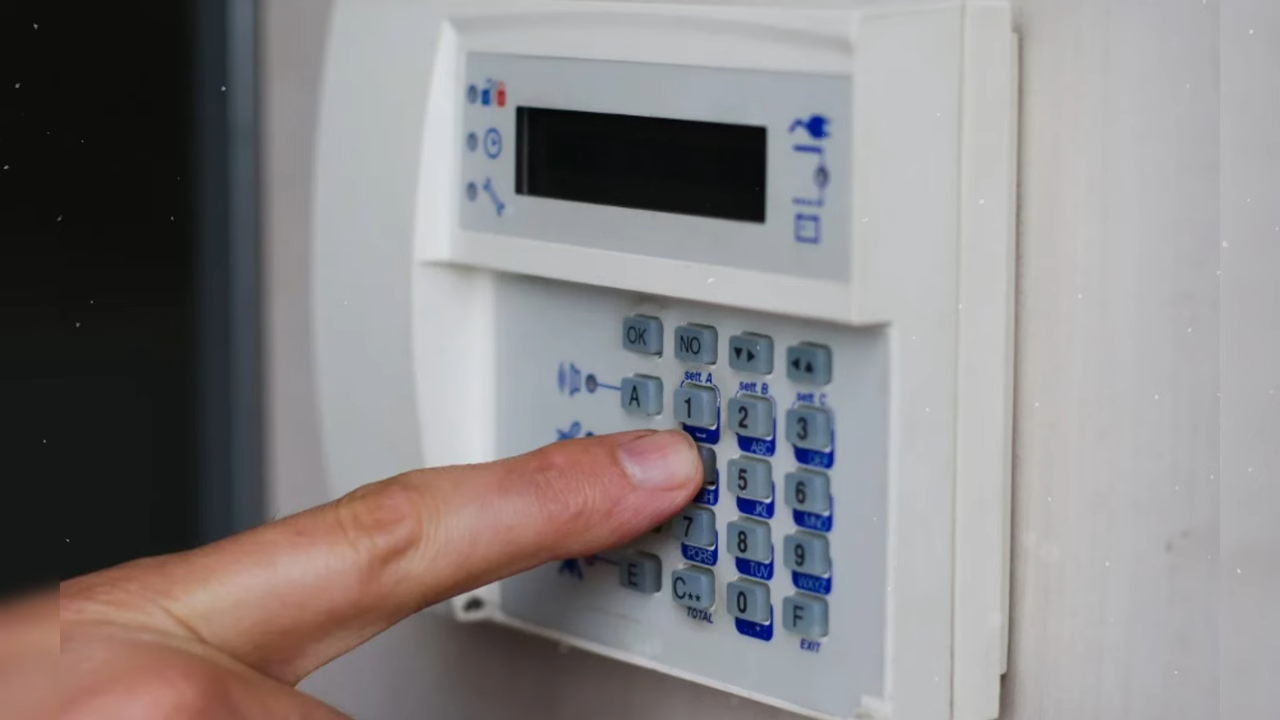 OK NO ▼▶ ◀▲
sett. A sett. B sett. C
A 1 2 3
ABC DEF
5 6
JKL MNO
7 8 9
PQRS TUV WXYZ
E C** 0 F
TOTAL EXIT